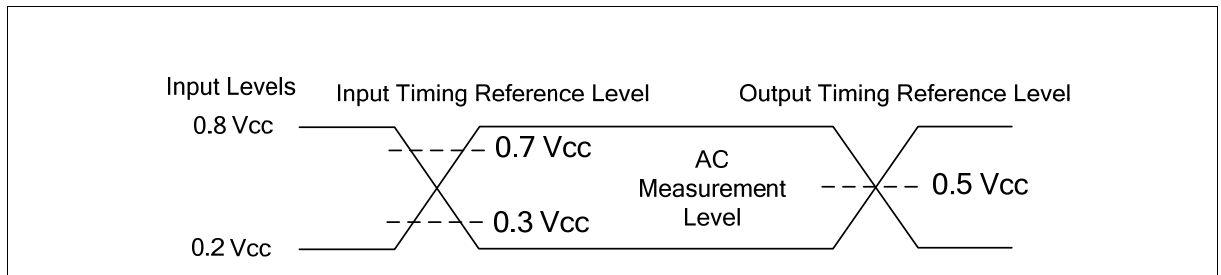 Input Levels
Input Timing Reference Level
Output Timing Reference Level
0.8 Vcc
0.7 Vcc
AC
Measurement
Level
0.5 Vcc
0.3 Vcc
0.2 Vcc